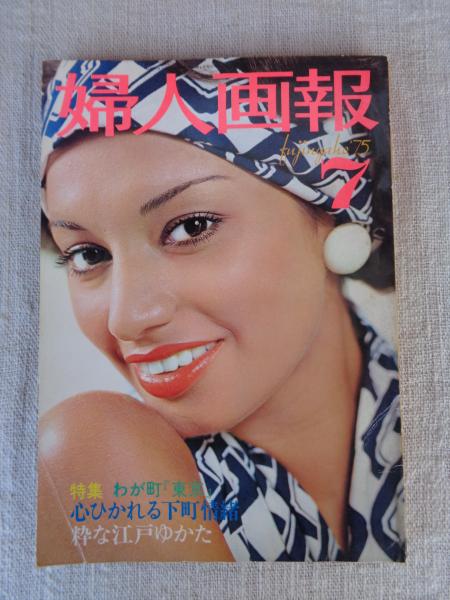 婦人画報
fujingaho '75
7
特集 わが町「東京」
心ひかれる下町情緒
粋な江戸ゆかた